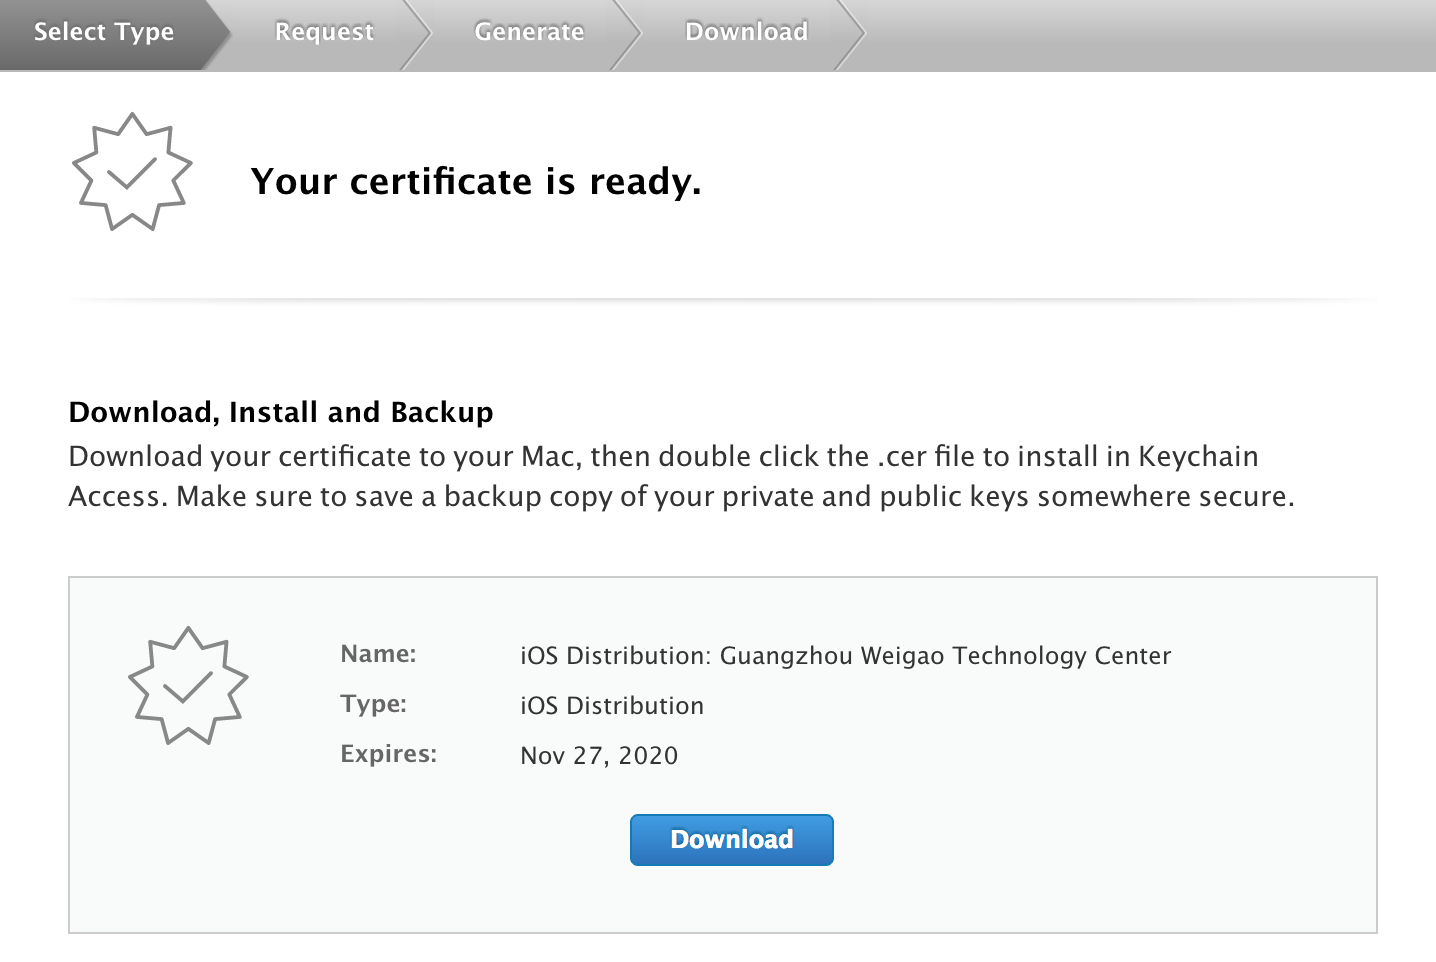 Select Type Request Generate Download
Your certificate is ready.
Download, Install and Backup
Download your certificate to your Mac, then double click the .cer file to install in Keychain
Access. Make sure to save a backup copy of your private and public keys somewhere secure.
Name: iOS Distribution: Guangzhou Weigao Technology Center
Type: iOS Distribution
Expires: Nov 27, 2020
Download